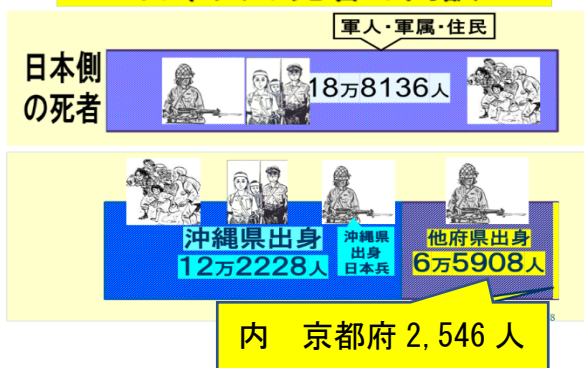 軍人・軍属・住民
日本側
の死者
18万8136人
沖縄県出身
12万2228人
沖縄県
出身
日本兵
他府県出身
6万5908人
8
内 京都府 2,546 人